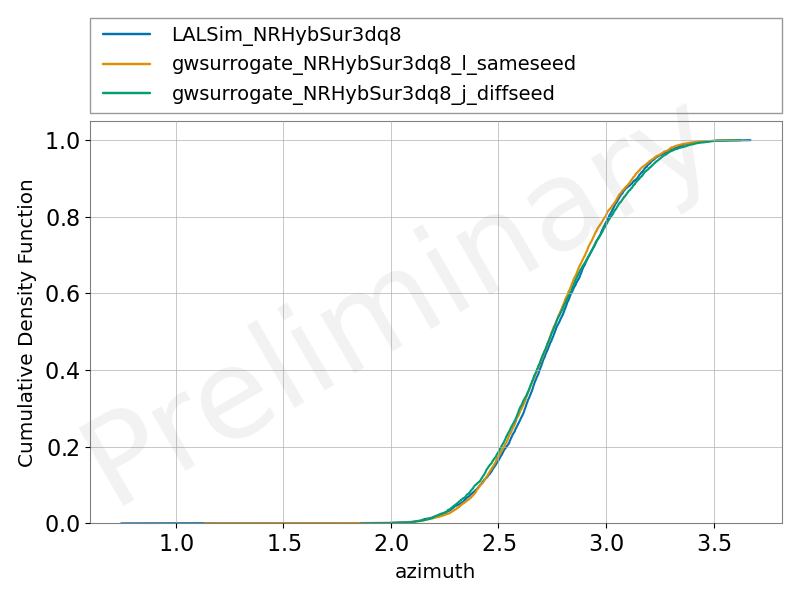 LALSim_NRHybSur3dq8
gwsurrogate_NRHybSur3dq8_l_sameseed
gwsurrogate_NRHybSur3dq8_j_diffseed
Preliminary
Cumulative Density Function
1.0
0.8
0.6
0.4
0.2
0.0
1.0 1.5 2.0 2.5 3.0 3.5
azimuth